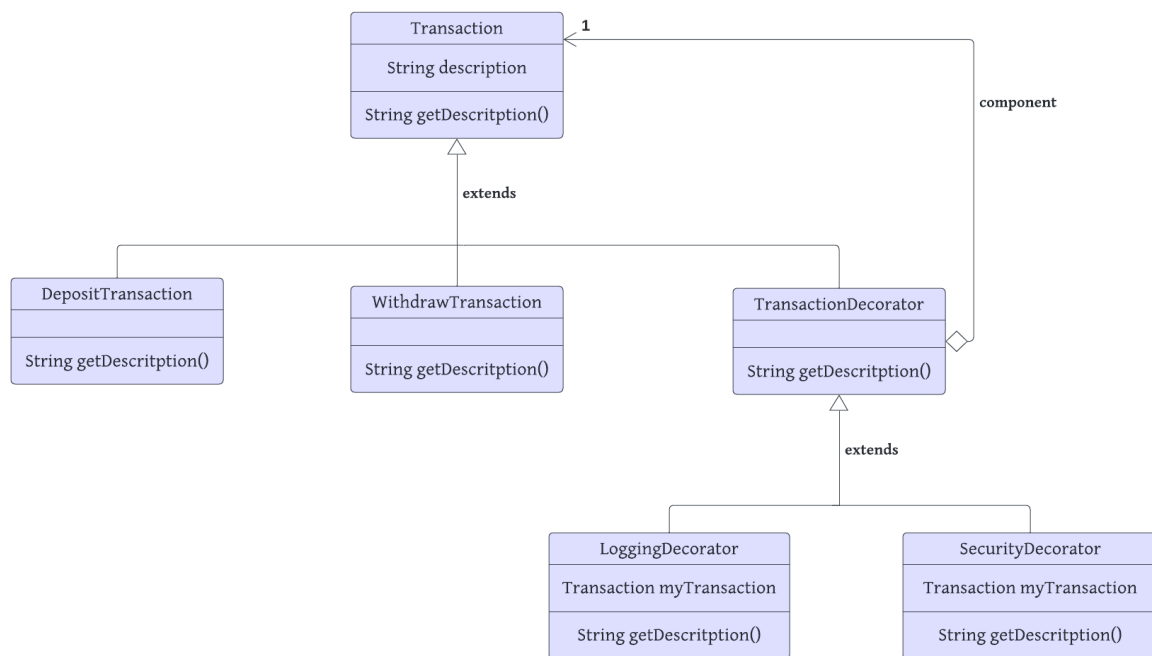 Transaction
1
String description
component
String getDescritption()
extends
DepositTransaction
WithdrawTransaction
TransactionDecorator
String getDescritption()
String getDescritption()
String getDescritption()
extends
LoggingDecorator
SecurityDecorator
Transaction myTransaction
Transaction myTransaction
String getDescritption()
String getDescritption()